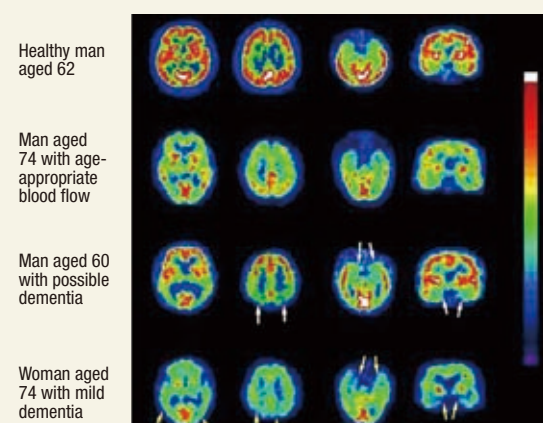 Healthy man
aged 62
Man aged
74 with age-
appropriate
blood flow
Man aged 60
with possible
dementia
Woman aged
74 with mild
dementia